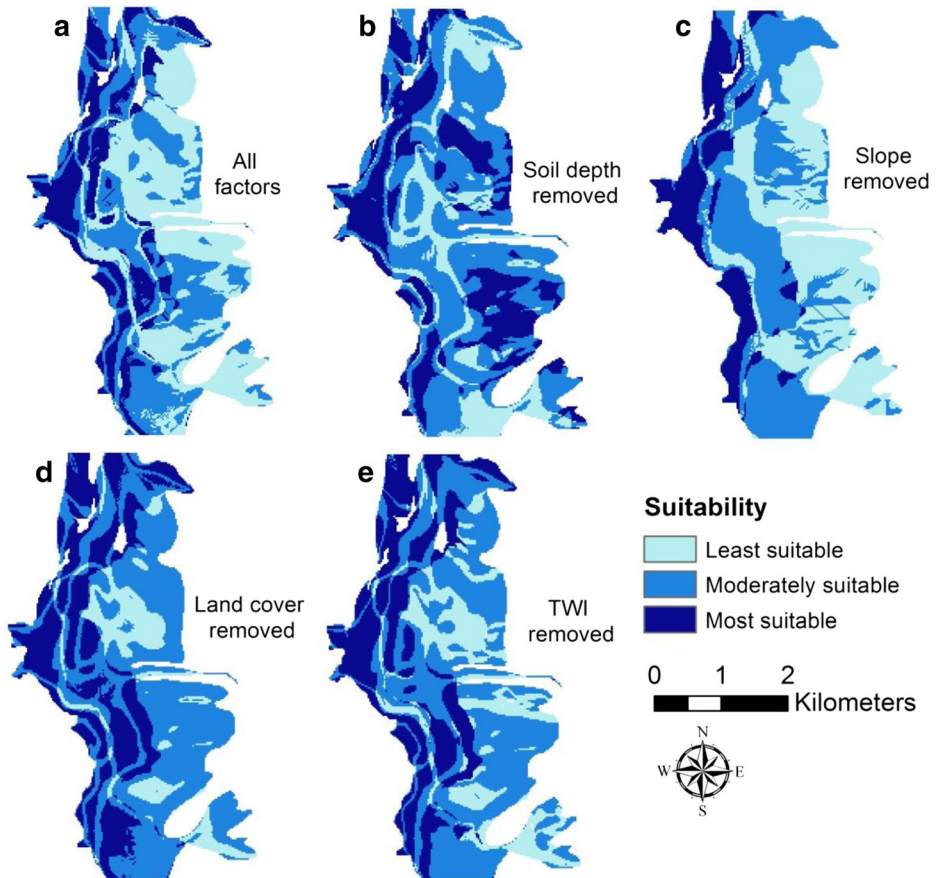 a
b
c
All
factors
Soil depth
removed
Slope
removed
d
e
Land cover
removed
TWI
removed
Suitability
Least suitable
Moderately suitable
Most suitable
0 1 2
Kilometers
N
W E
S